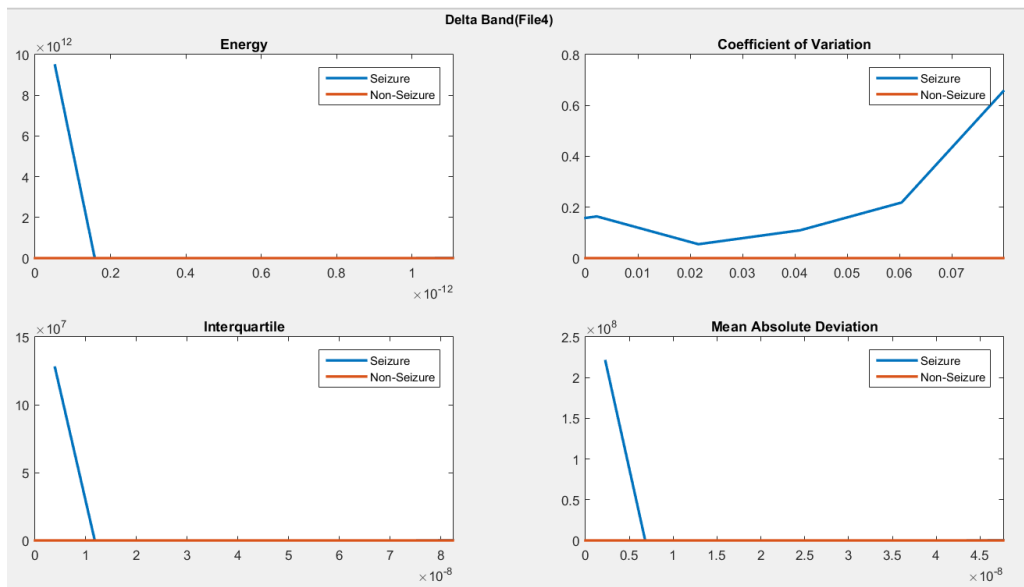 Delta Band(File4)
Energy
×10^12
10
8
6
4
2
0
0 0.2 0.4 0.6 0.8 1
×10^-12
Seizure
Non-Seizure
Coefficient of Variation
0.8
0.6
0.4
0.2
0
0 0.01 0.02 0.03 0.04 0.05 0.06 0.07
Seizure
Non-Seizure
Interquartile
×10^7
15
10
5
0
0 1 2 3 4 5 6 7 8
×10^-8
Seizure
Non-Seizure
Mean Absolute Deviation
×10^8
2.5
2
1.5
1
0.5
0
0 0.5 1 1.5 2 2.5 3 3.5 4 4.5
×10^-8
Seizure
Non-Seizure